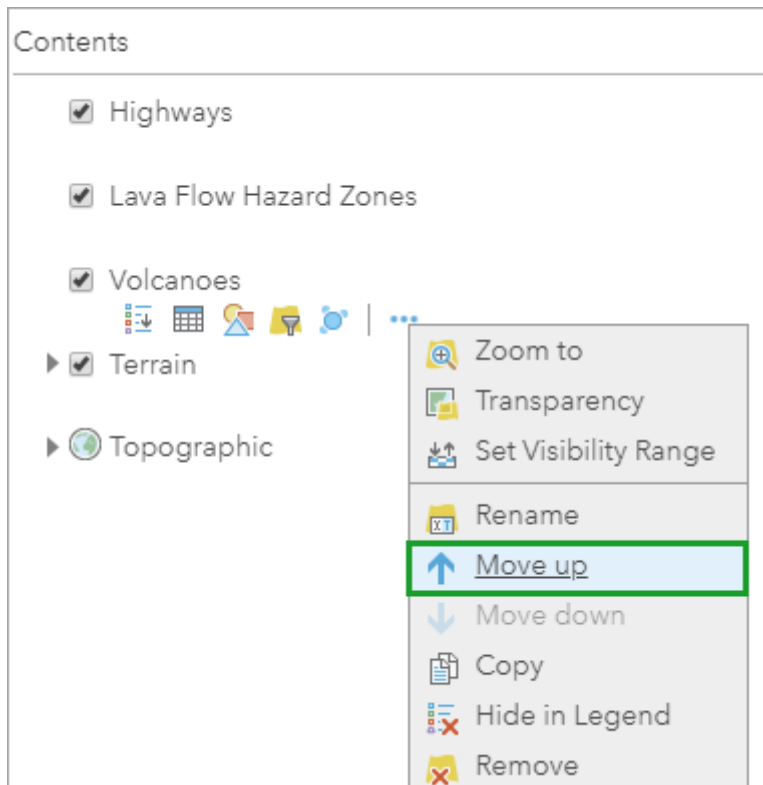 Contents
Highways
Lava Flow Hazard Zones
Volcanoes
Terrain
Topographic
Zoom to
Transparency
Set Visibility Range
Rename
Move up
Move down
Copy
Hide in Legend
Remove